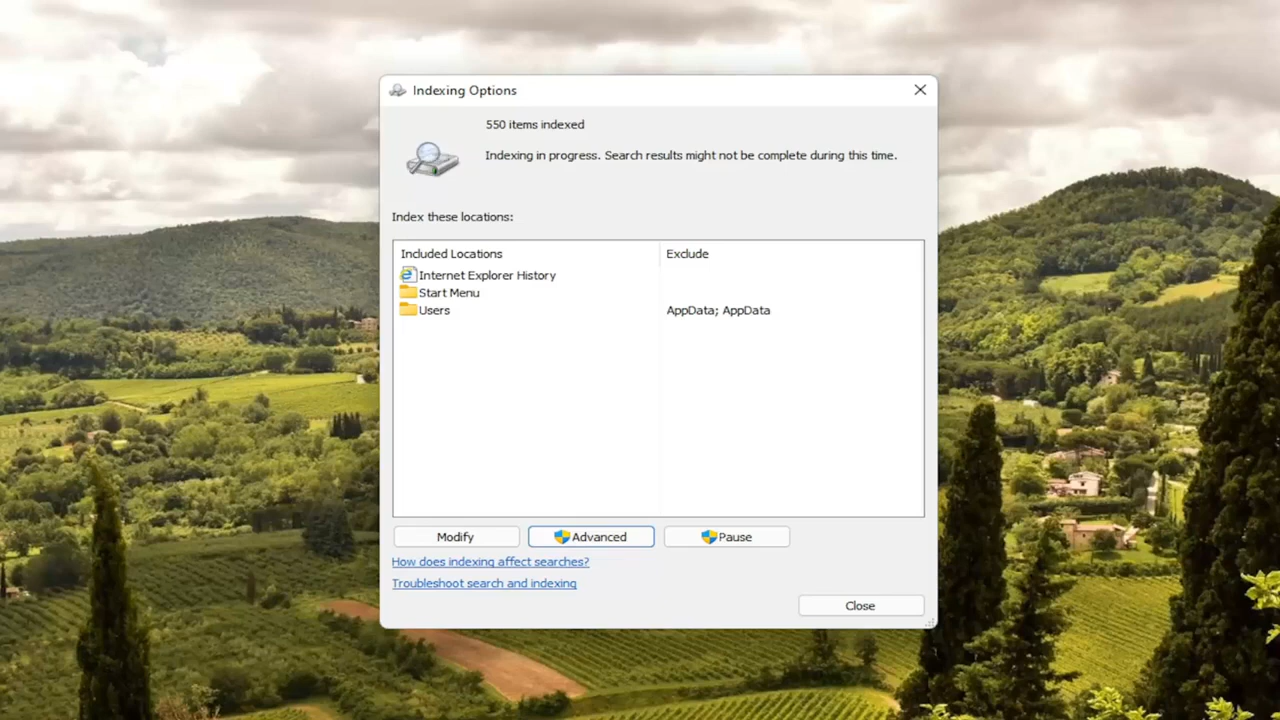 Indexing Options
550 items indexed
Indexing in progress. Search results might not be complete during this time.
Index these locations:
Included Locations Exclude
Internet Explorer History
Start Menu
Users AppData; AppData
Modify Advanced Pause
How does indexing affect searches?
Troubleshoot search and indexing
Close